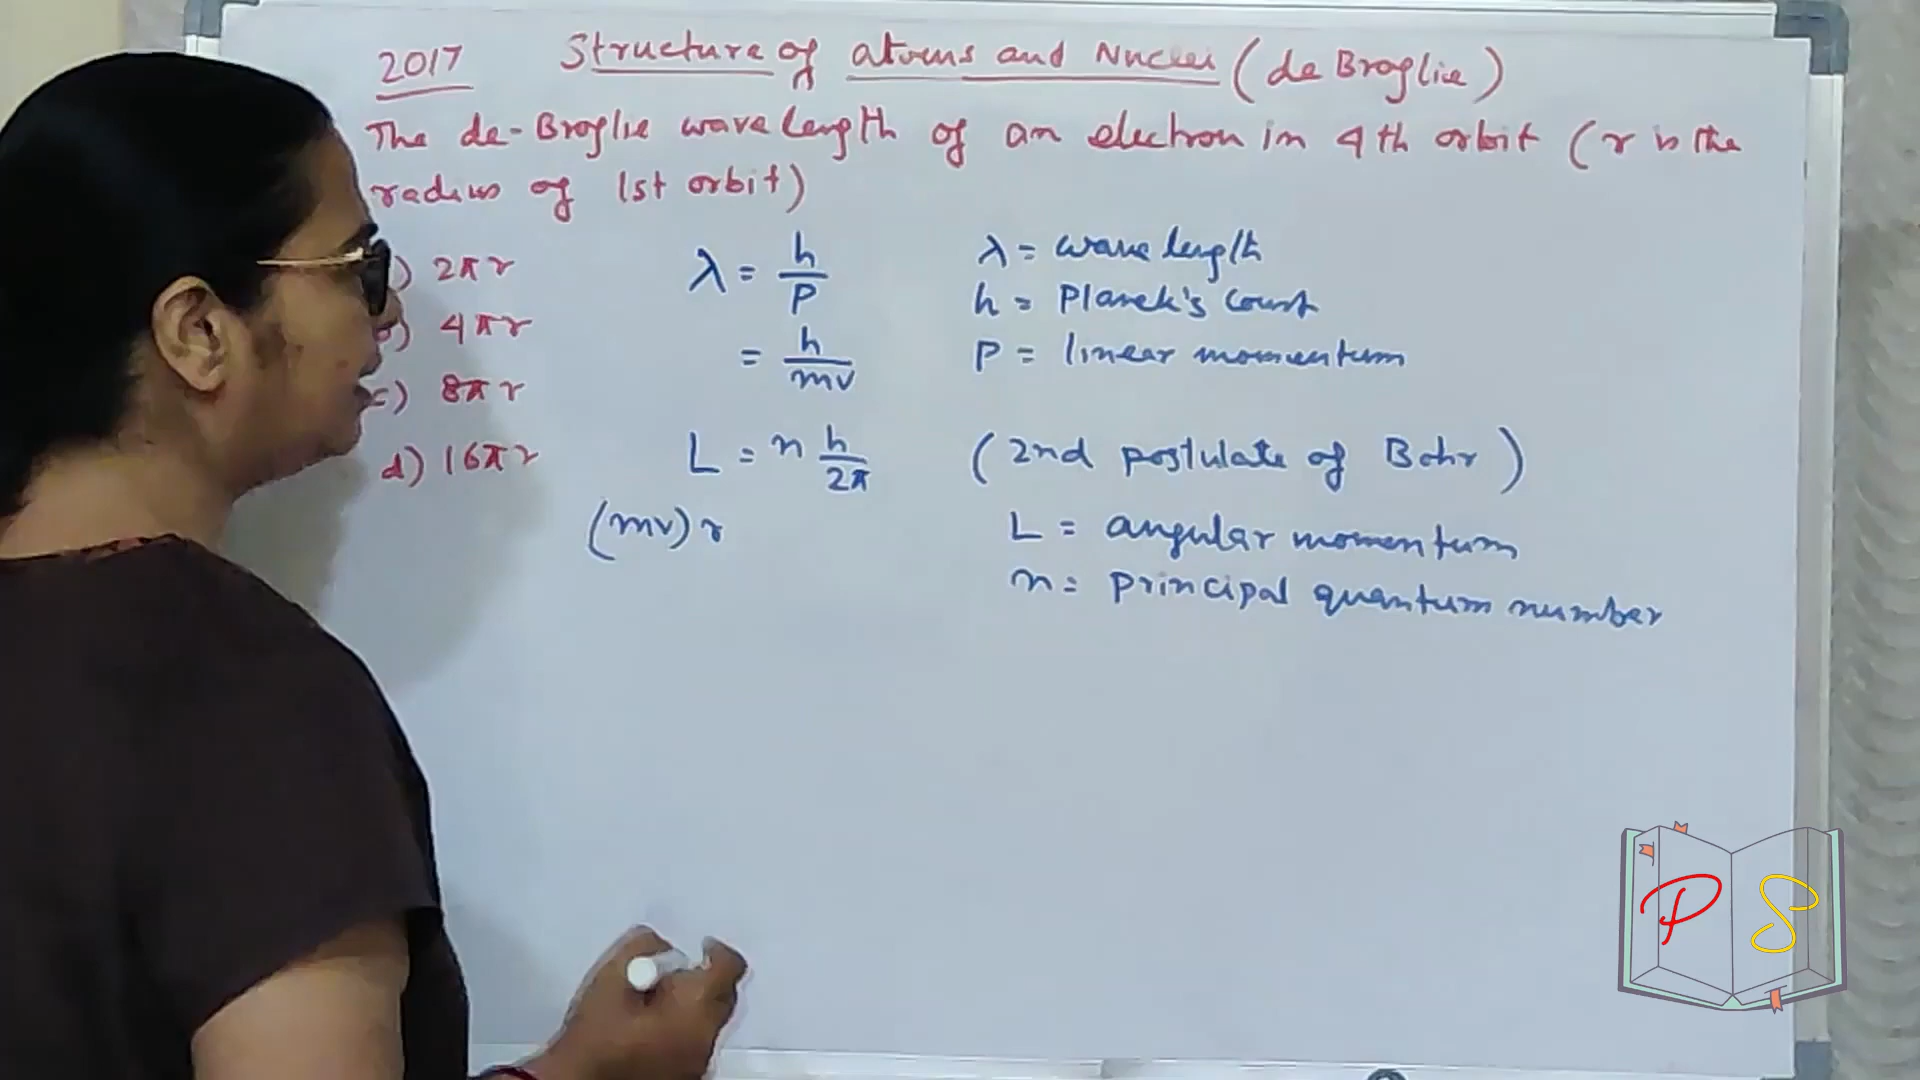 2017 Structure of atoms and Nuclei (de Broglie)
The de-Broglie wave length of an electron in 4th orbit (r is the
radius of 1st orbit)
) 2πr
) 4πr
c) 8πr
d) 16πr
λ = h/P
= h/mv
L = n h/2π
(mv) r
λ = wave length
h = Planck's const
P = linear momentum
(2nd postulate of Bohr)
L = angular momentum
n = principal quantum number
P S